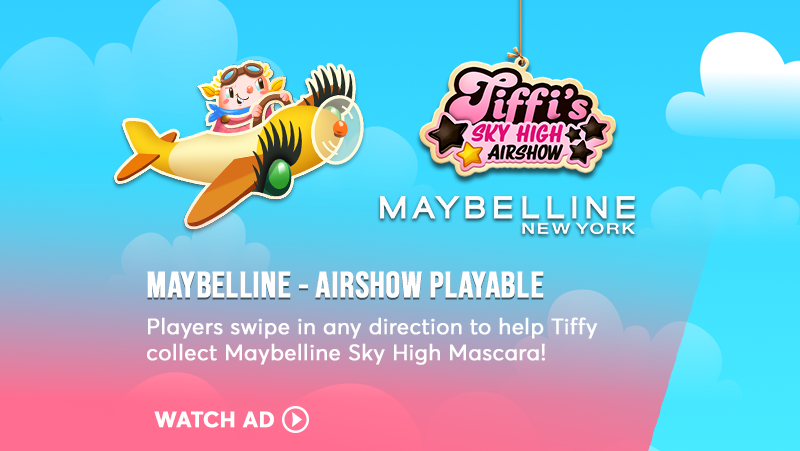 Tiffi's
SKY HIGH
AIRSHOW
MAYBELLINE
NEW YORK
MAYBELLINE - AIRSHOW PLAYABLE
Players swipe in any direction to help Tiffy
collect Maybelline Sky High Mascara!
WATCH AD